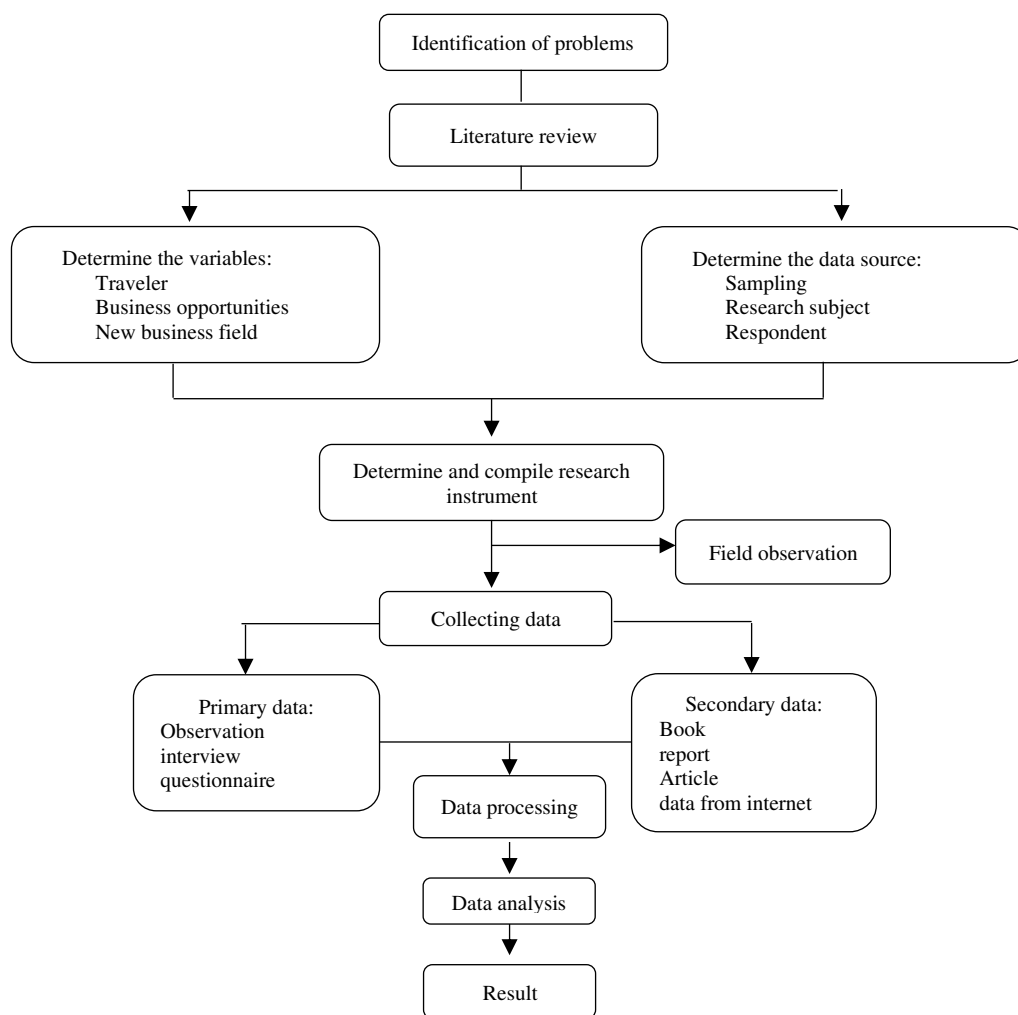 Identification of problems
Literature review
Determine the variables:
Traveler
Business opportunities
New business field
Determine the data source:
Sampling
Research subject
Respondent
Determine and compile research
instrument
Field observation
Collecting data
Primary data:
Observation
interview
questionnaire
Secondary data:
Book
report
Article
data from internet
Data processing
Data analysis
Result